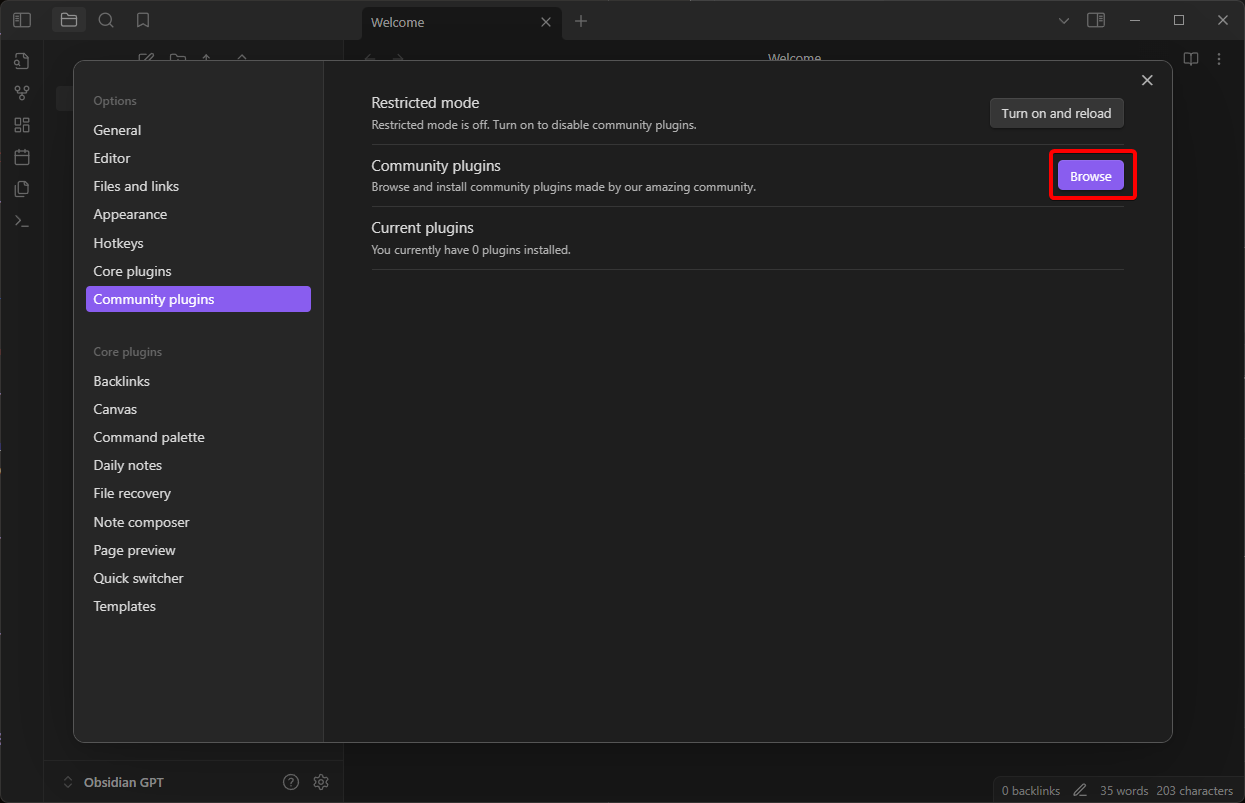 Welcome
Welcome
Options
General
Editor
Files and links
Appearance
Hotkeys
Core plugins
Community plugins
Core plugins
Backlinks
Canvas
Command palette
Daily notes
File recovery
Note composer
Page preview
Quick switcher
Templates
Restricted mode
Restricted mode is off. Turn on to disable community plugins.
Turn on and reload
Community plugins
Browse and install community plugins made by our amazing community.
Browse
Current plugins
You currently have 0 plugins installed.
Obsidian GPT
0 backlinks 35 words 203 characters